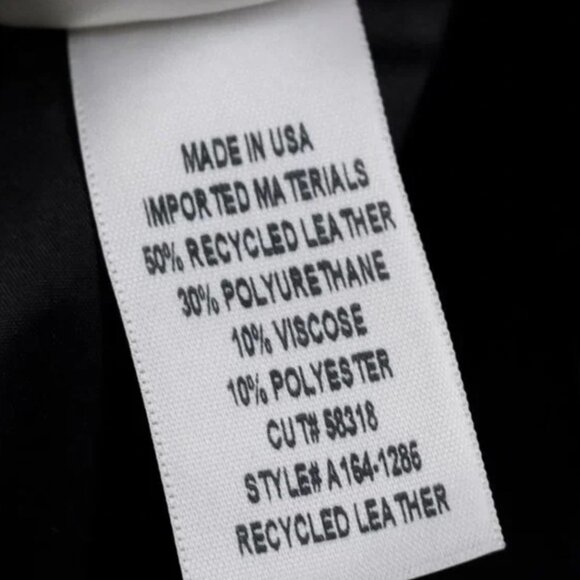 MADE IN USA
IMPORTED MATERIALS
50% RECYCLED LEATHER
30% POLYURETHANE
10% VISCOSE
10% POLYESTER
CUT# 58318
STYLE# A164-1286
RECYCLED LEATHER